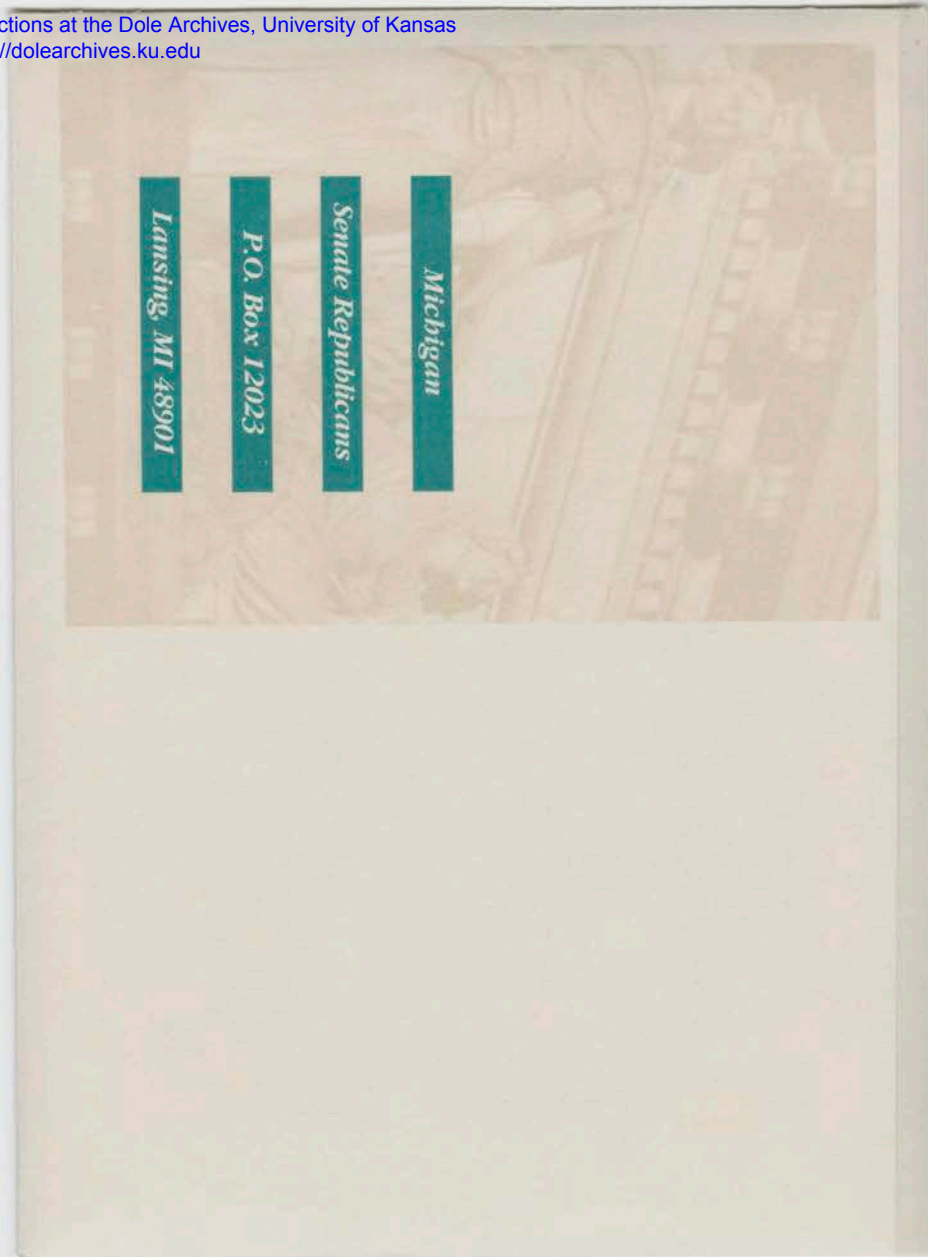 ctions at the Dole Archives, University of Kansas
//dolearchives.ku.edu
Michigan
Senate Republicans
P.O. Box 12023
Lansing, MI 48901